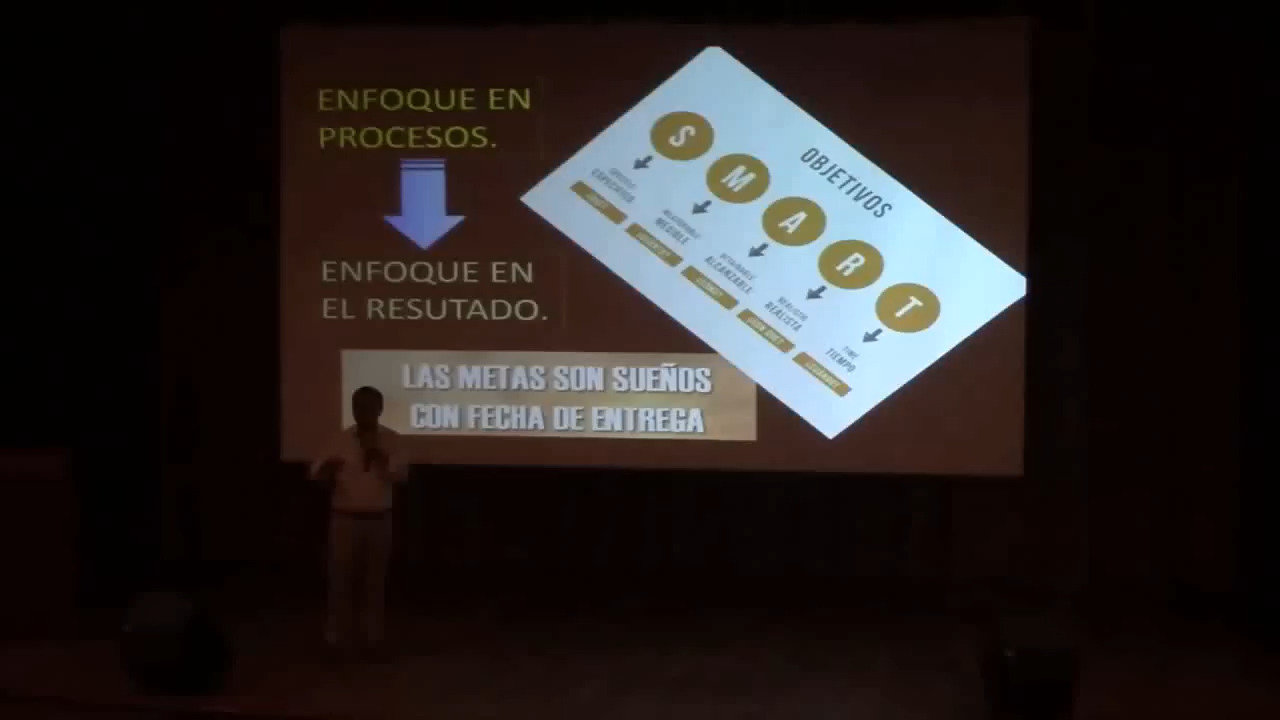 ENFOQUE EN
PROCESOS.
ENFOQUE EN
EL RESUTADO.
LAS METAS SON SUEÑOS
CON FECHA DE ENTREGA
OBJETIVOS
S
M
A
R
T
ESPECÍFICO
MEDIBLE
ALCANZABLE
REALISTA
TIME
TIEMPO